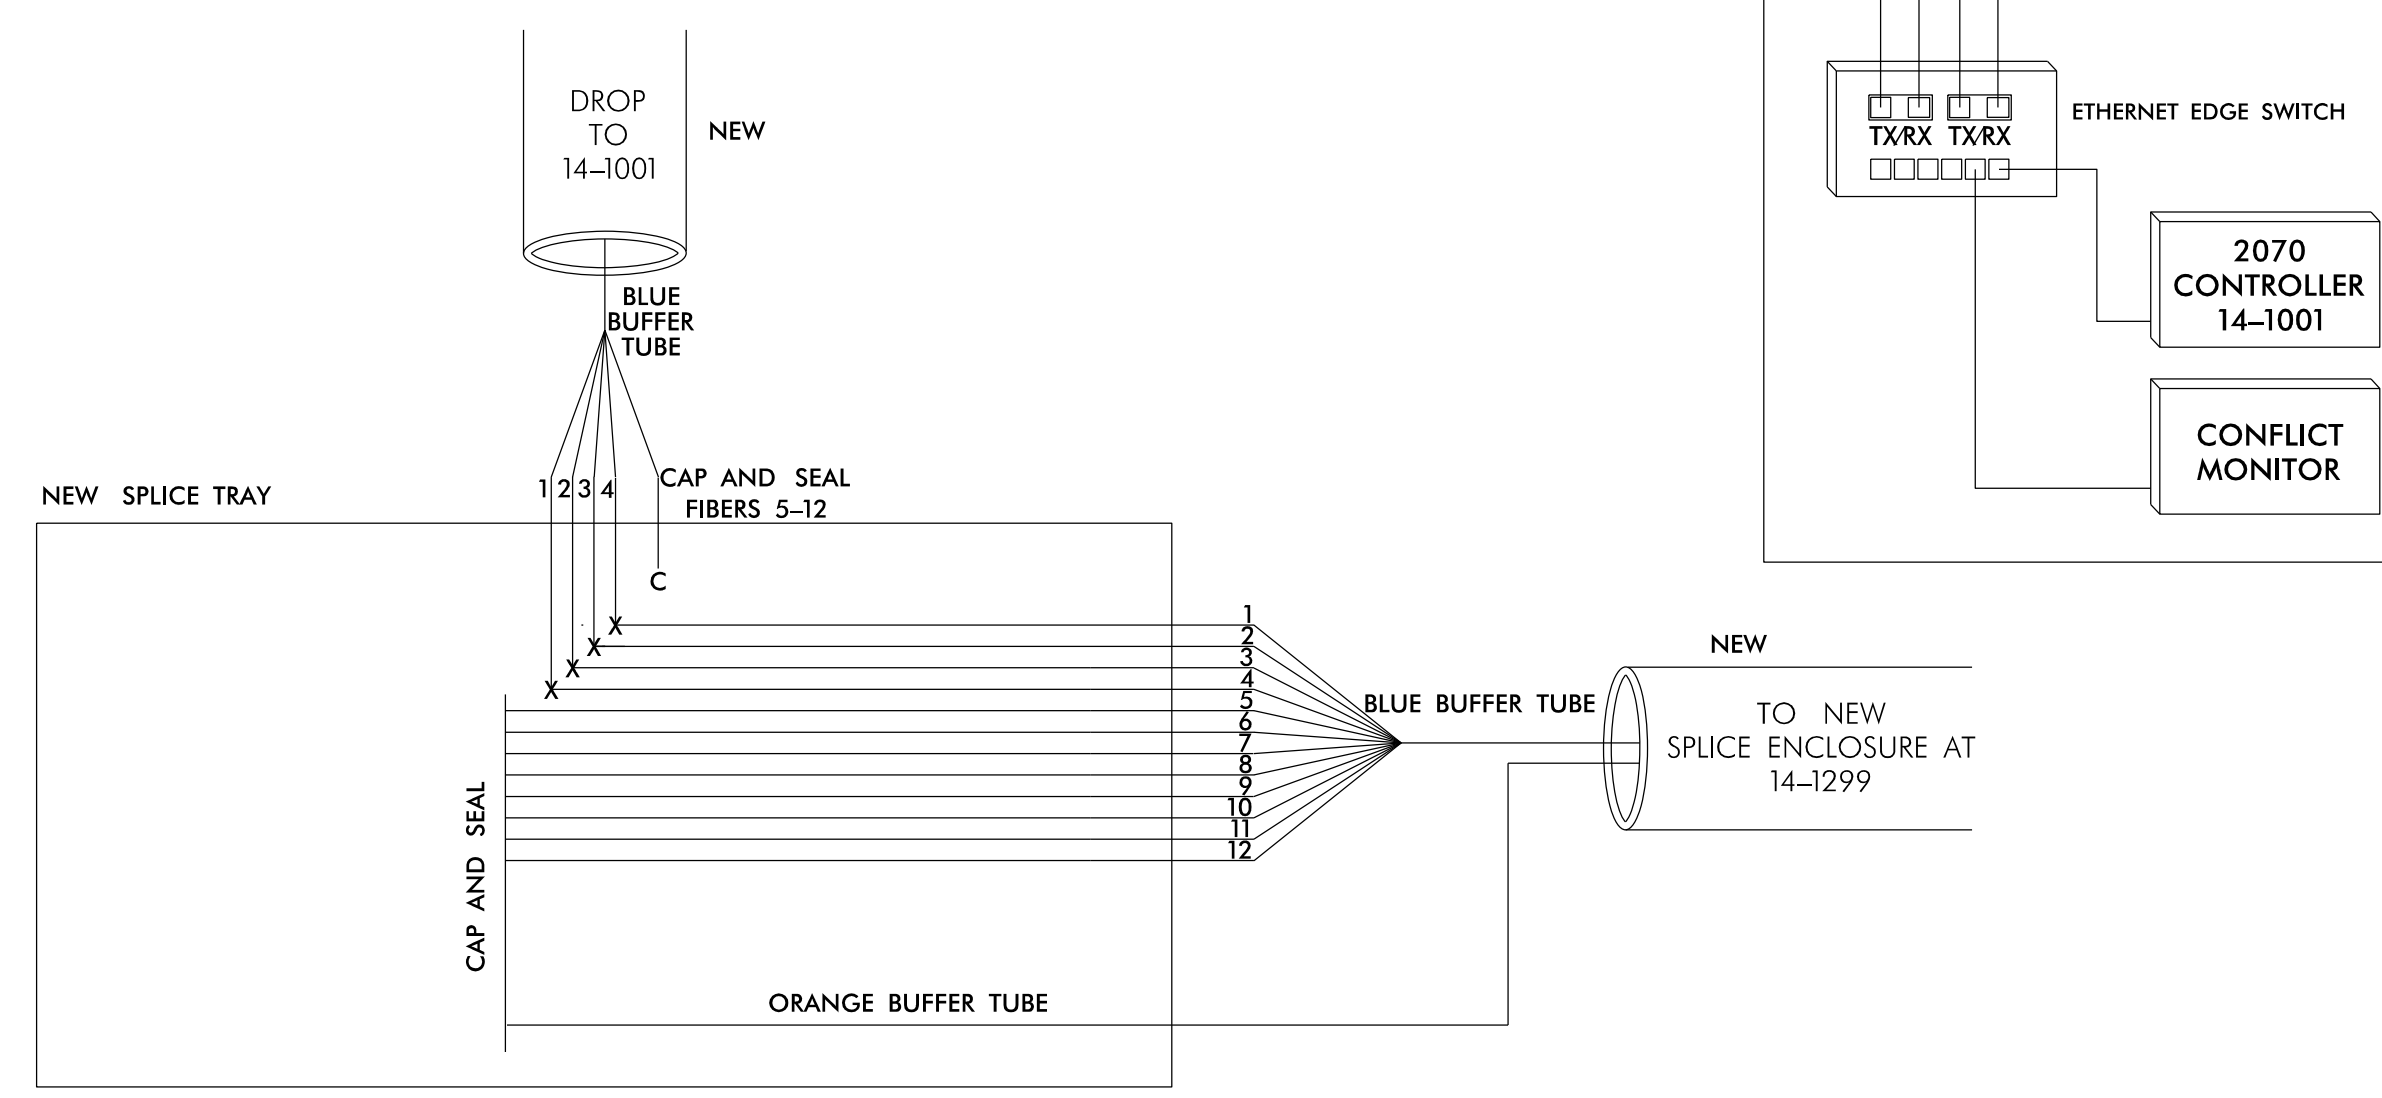 DROP
TO
14–1001
NEW
BLUE
BUFFER
TUBE
1 2 3 4
CAP AND SEAL
FIBERS 5–12
NEW SPLICE TRAY
C
X
X
X
X
1
2
3
4
5
6
7
8
9
10
11
12
CAP AND SEAL
ORANGE BUFFER TUBE
BLUE BUFFER TUBE
NEW
TO NEW
SPLICE ENCLOSURE AT
14–1299
ETHERNET EDGE SWITCH
TX/RX TX/RX
2070
CONTROLLER
14–1001
CONFLICT
MONITOR